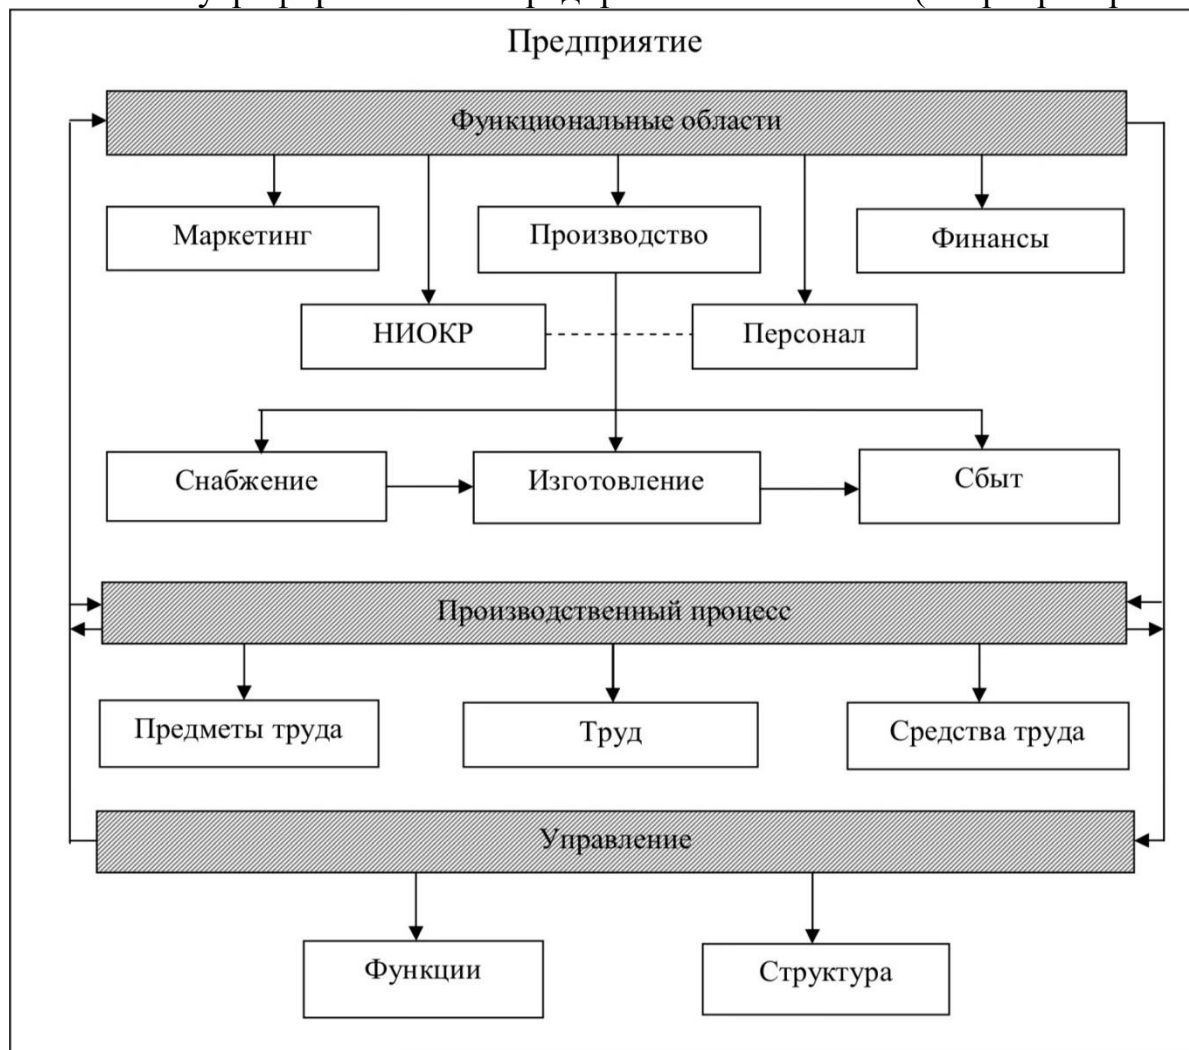 Предприятие
Функциональные области
Маркетинг
Производство
Финансы
НИОКР
Персонал
Снабжение
Изготовление
Сбыт
Производственный процесс
Предметы труда
Труд
Средства труда
Управление
Функции
Структура